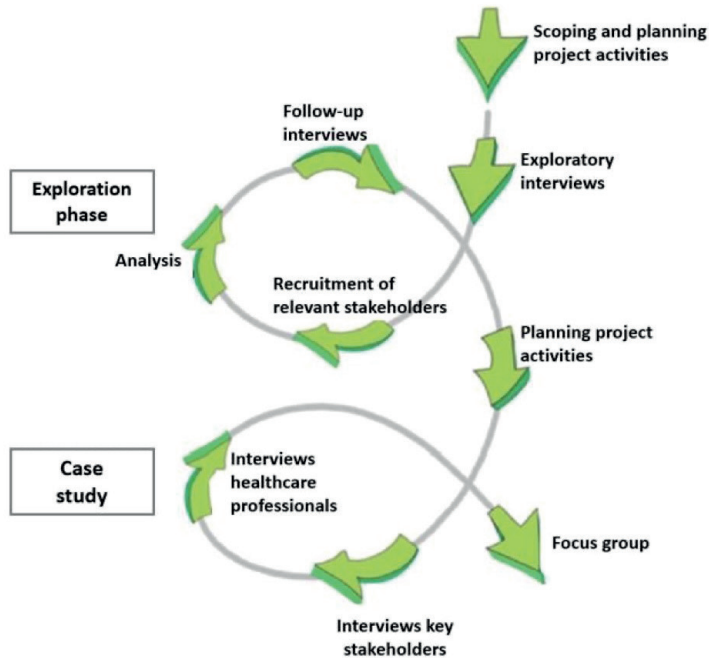 Scoping and planning
project activities
Follow-up
interviews
Exploratory
interviews
Exploration
phase
Analysis
Recruitment of
relevant stakeholders
Planning project
activities
Case
study
Interviews
healthcare
professionals
Focus group
Interviews key
stakeholders